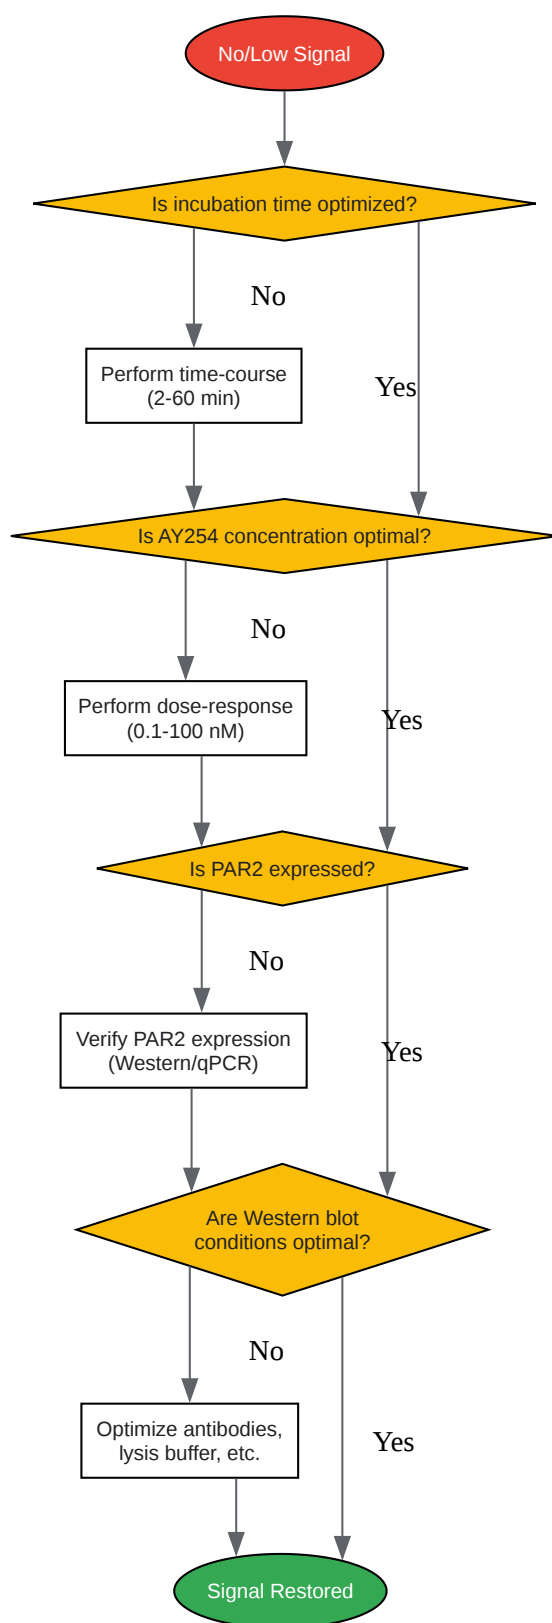 No/Low Signal
Is incubation time optimized?
No
Perform time-course
(2-60 min)
Yes
Is AY254 concentration optimal?
No
Perform dose-response
(0.1-100 nM)
Yes
Is PAR2 expressed?
No
Verify PAR2 expression
(Western/qPCR)
Yes
Are Western blot
conditions optimal?
No
Optimize antibodies,
lysis buffer, etc.
Yes
Signal Restored